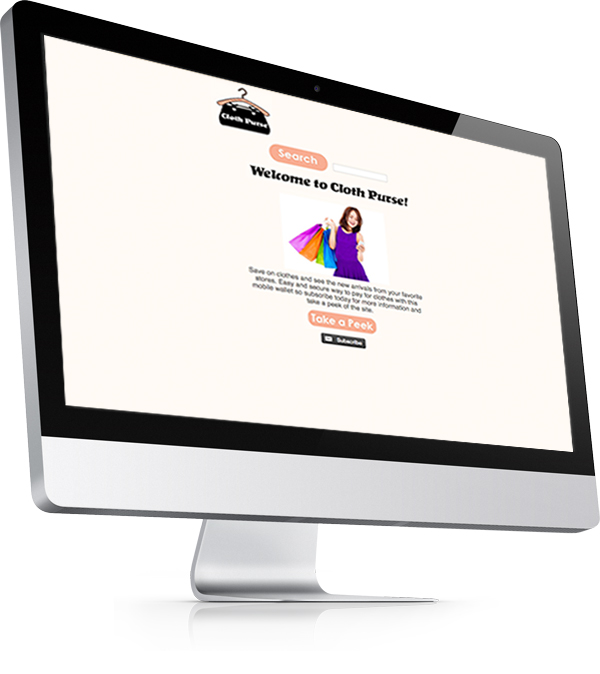 Cloth Purse
Search
Welcome to Cloth Purse!
Save on clothes and see the new arrivals from your favorite
stores. Easy and secure way to pay for clothes with this
mobile wallet so subscribe today for more information and
take a peek of the site.
Take a Peek
Subscribe